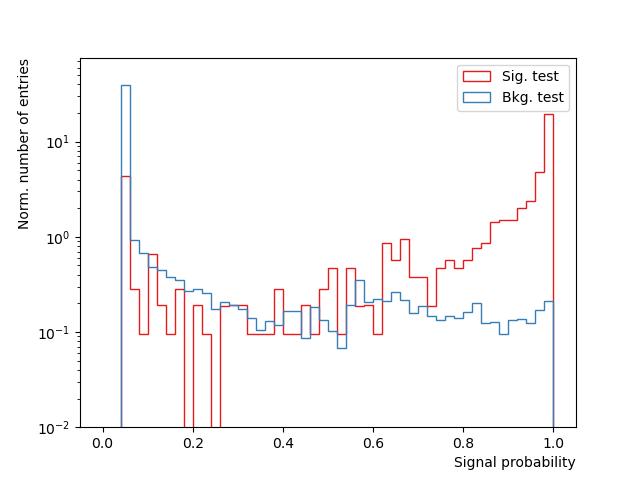 Norm. number of entries
10¹
10⁰
10⁻¹
10⁻²
Sig. test
Bkg. test
0.0 0.2 0.4 0.6 0.8 1.0
Signal probability